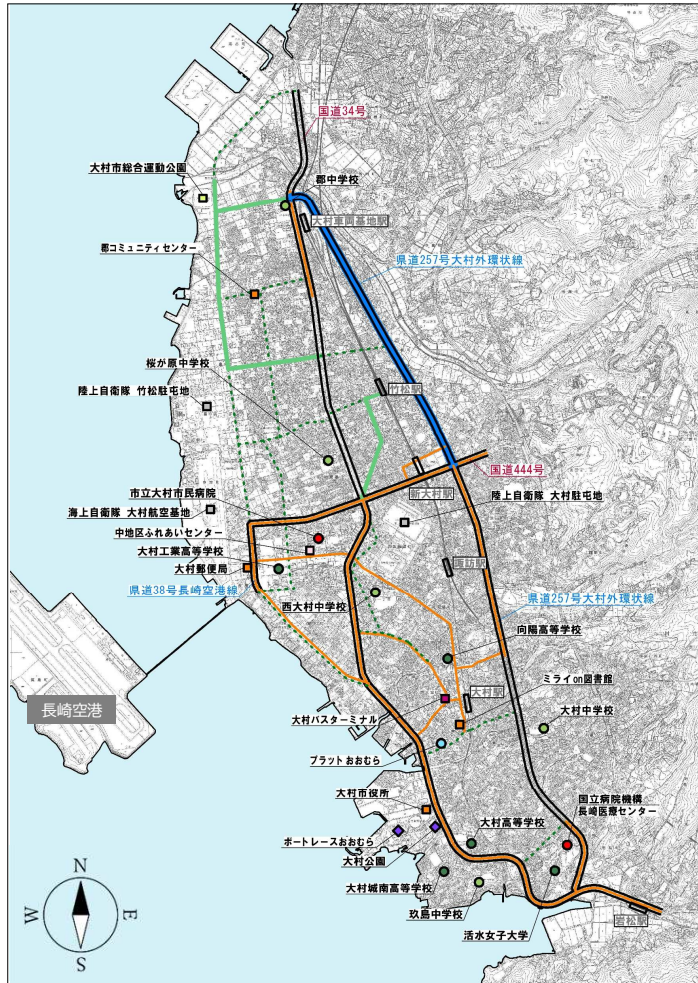 国道34号
大村市総合運動公園
郡中学校
大村車両基地駅
郡コミュニティセンター
県道257号大村外環状線
桜が原中学校
竹松駅
陸上自衛隊 竹松駐屯地
国道444号
新大村駅
市立大村市民病院
陸上自衛隊 大村駐屯地
海上自衛隊 大村航空基地
中地区ふれあいセンター
大村工業高等学校
大村郵便局
諏訪駅
県道38号長崎空港線
県道257号大村外環状線
西大村中学校
向陽高等学校
ミライon図書館
大村駅
長崎空港
大村中学校
大村バスターミナル
プラットおおむら
大村市役所
国立病院機構
長崎医療センター
大村高等学校
ボートレースおおむら
大村公園
大村城南高等学校
玖島中学校
活水女子大学
岩松駅
N
W
E
S